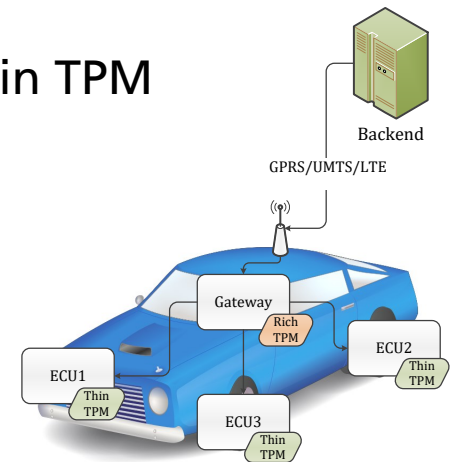 in TPM
Backend
GPRS/UMTS/LTE
Gateway
Rich
TPM
ECU2
Thin
TPM
ECU1
Thin
TPM
ECU3
Thin
TPM